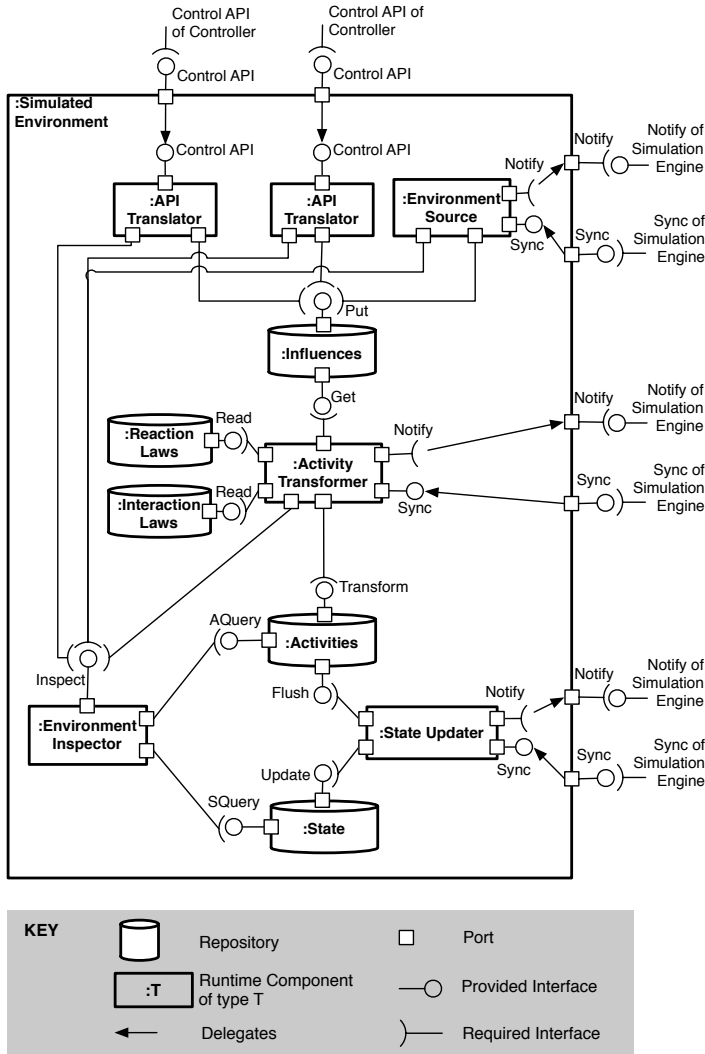 Control API
of Controller
Control API of
Controller
Control API
Control API
:Simulated
Environment
Control API
Control API
:API
Translator
:API
Translator
:Environment
Source
Notify
Notify
Notify of
Simulation
Engine
Sync
Sync
Sync of
Simulation
Engine
Put
:Influences
Get
:Reaction
Laws
Read
:Activity
Transformer
Notify
Notify
Notify of
Simulation
Engine
:Interaction
Laws
Read
Sync
Sync
Sync of
Simulation
Engine
Transform
AQuery
:Activities
Inspect
Flush
:Environment
Inspector
:State Updater
Notify
Notify
Notify of
Simulation
Engine
Sync
Sync
Sync of
Simulation
Engine
Update
SQuery
:State
KEY
Repository
Port
:T
Runtime Component
of type T
Provided Interface
Delegates
Required Interface